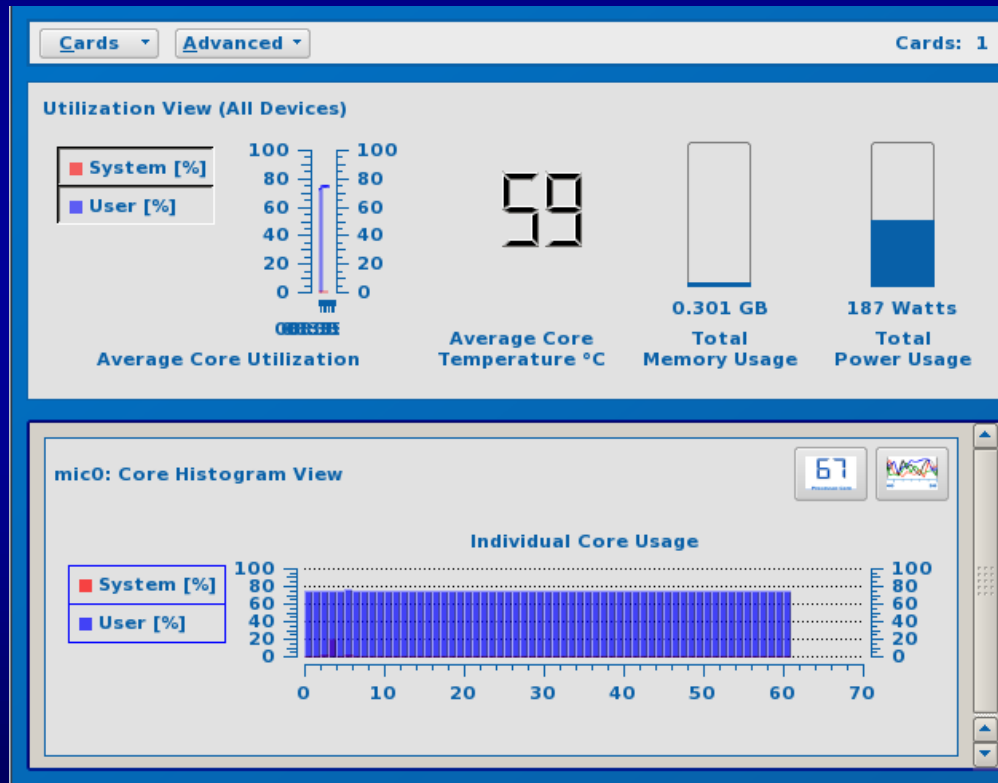 Cards Advanced Cards: 1
Utilization View (All Devices)
System [%]
User [%]
100 100
80 80
60 60
40 40
20 20
0 0
59
0.301 GB 187 Watts
Average Core Utilization
Average Core
Temperature °C
Total
Memory Usage
Total
Power Usage
mic0: Core Histogram View
67
Individual Core Usage
System [%]
User [%]
100 100
80 80
60 60
40 40
20 20
0 0
0 10 20 30 40 50 60 70